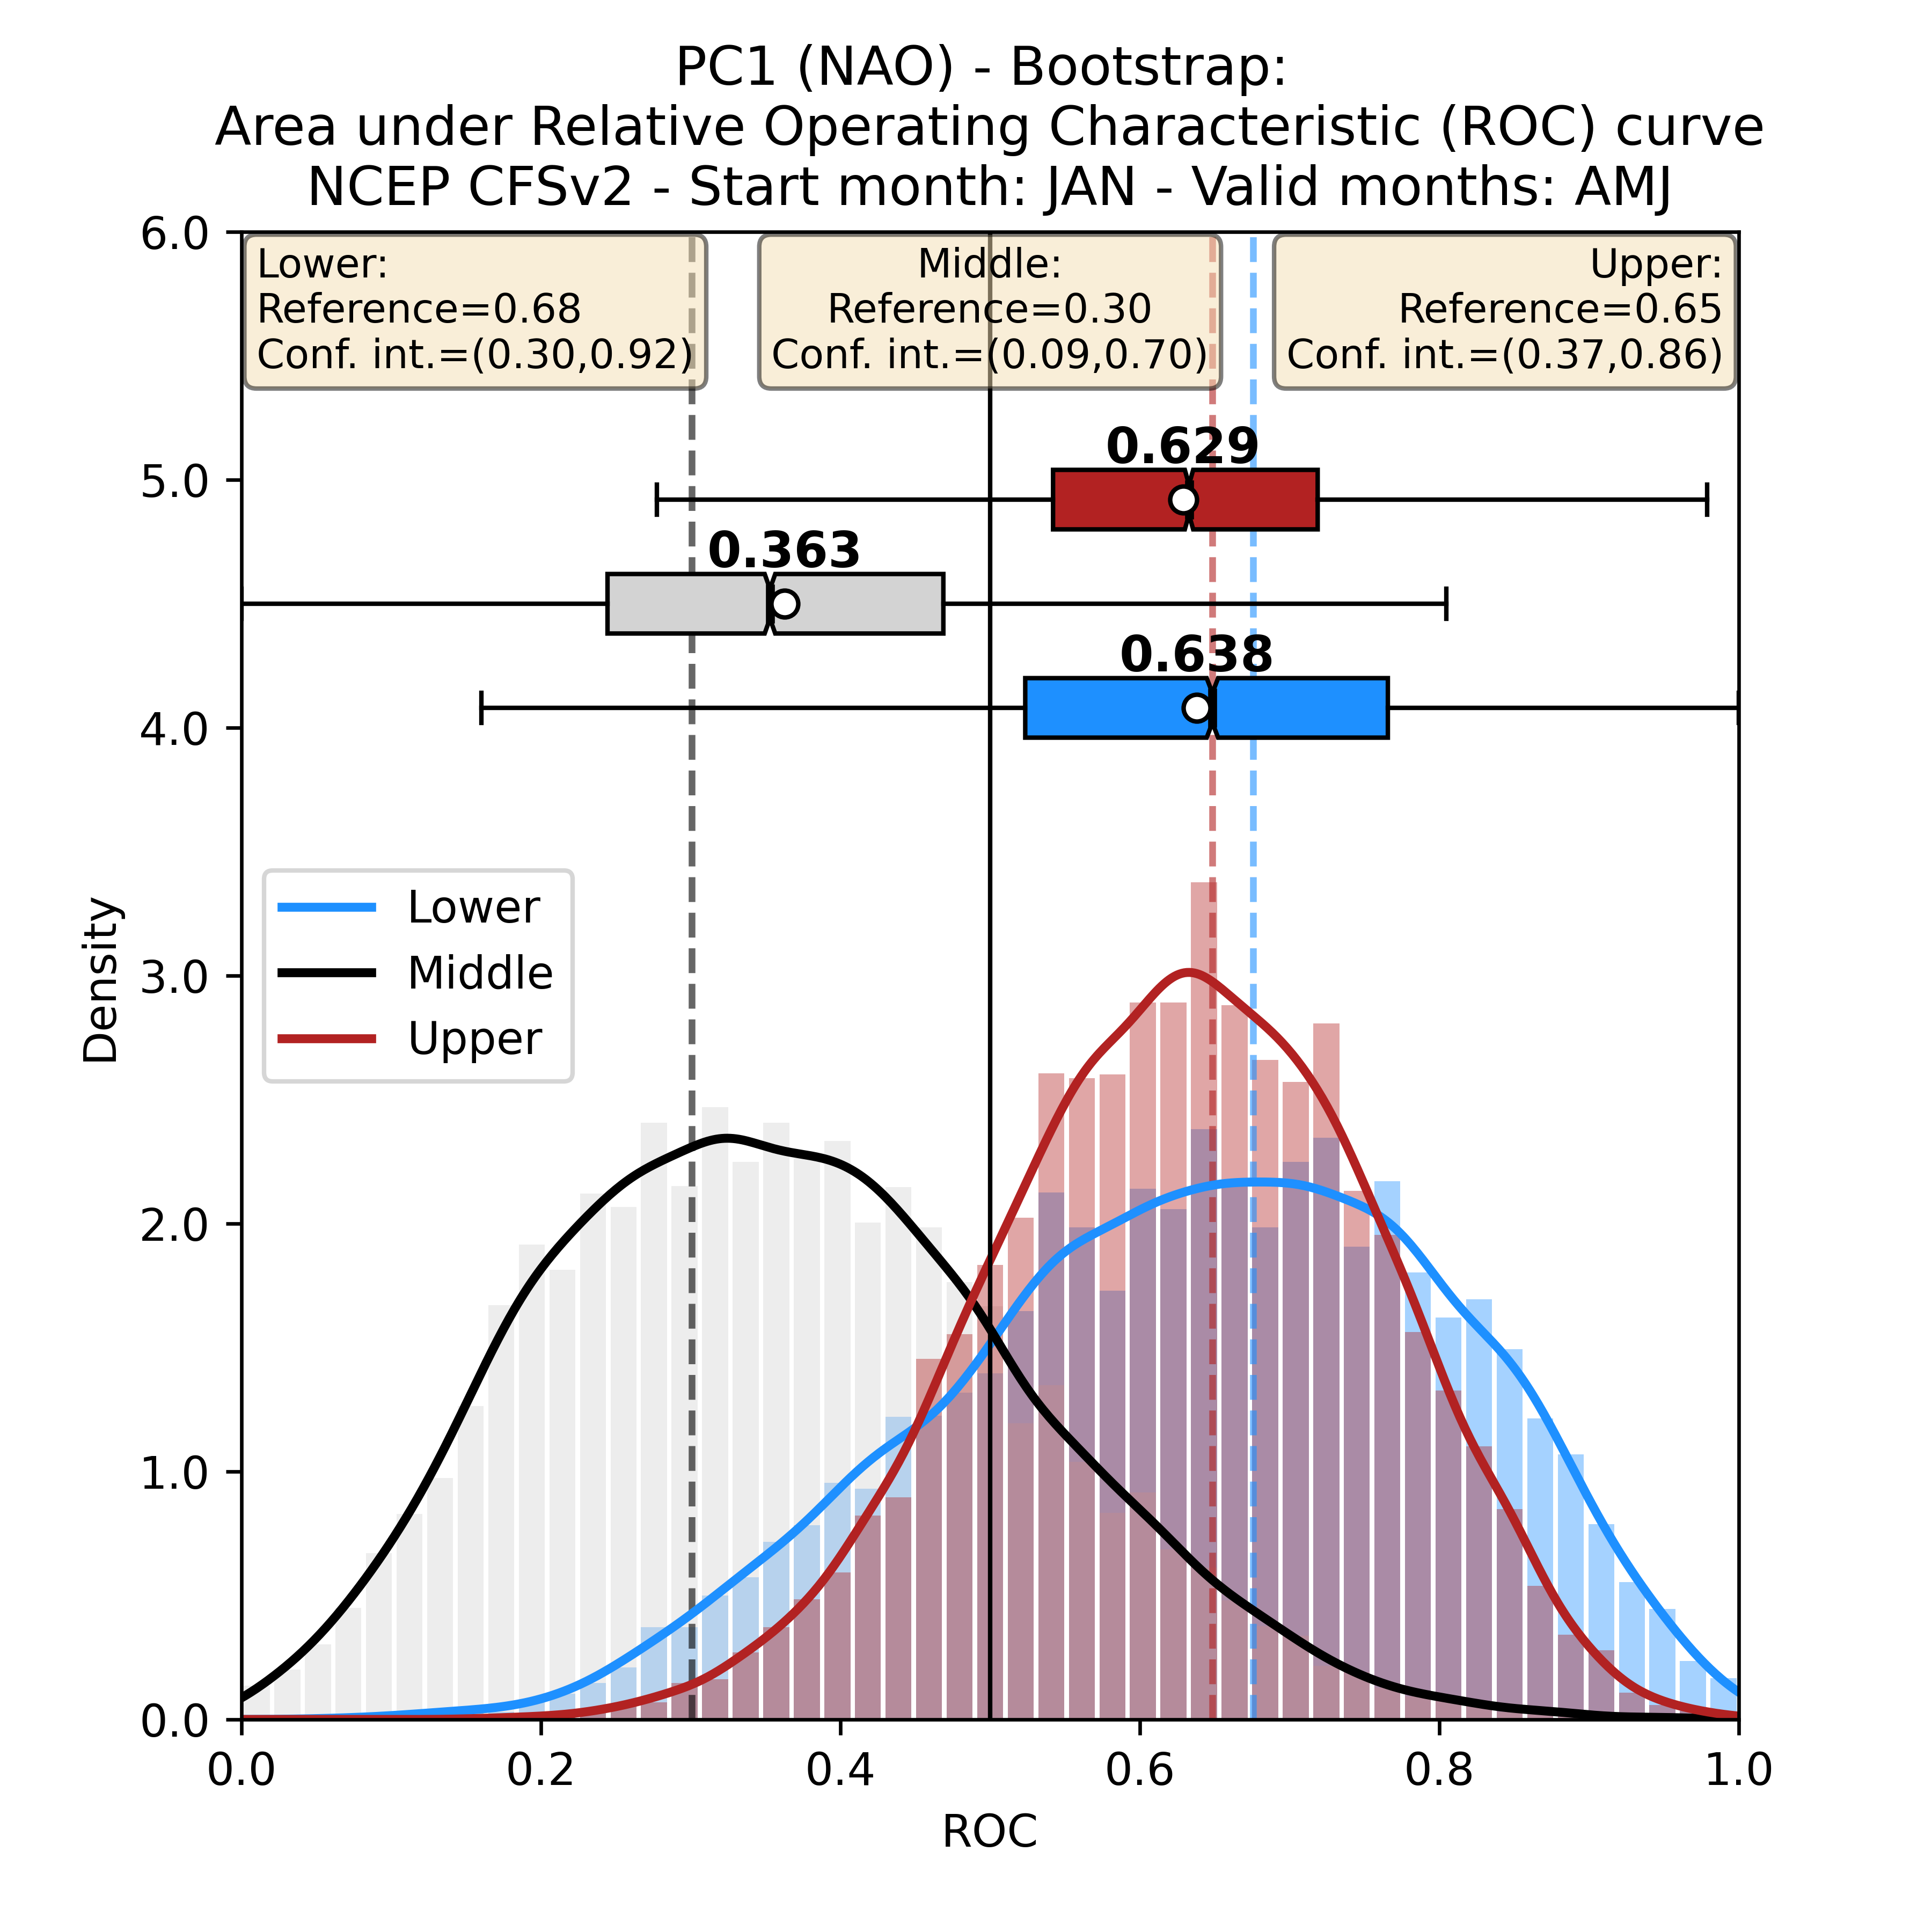 PC1 (NAO) - Bootstrap:
Area under Relative Operating Characteristic (ROC) curve
NCEP CFSv2 - Start month: JAN - Valid months: AMJ
Lower:
Reference=0.68
Conf. int.=(0.30,0.92)
Middle:
Reference=0.30
Conf. int.=(0.09,0.70)
Upper:
Reference=0.65
Conf. int.=(0.37,0.86)
0.629
0.363
0.638
Lower
Middle
Upper
Density
6.0
5.0
4.0
3.0
2.0
1.0
0.0
0.0 0.2 0.4 0.6 0.8 1.0
ROC